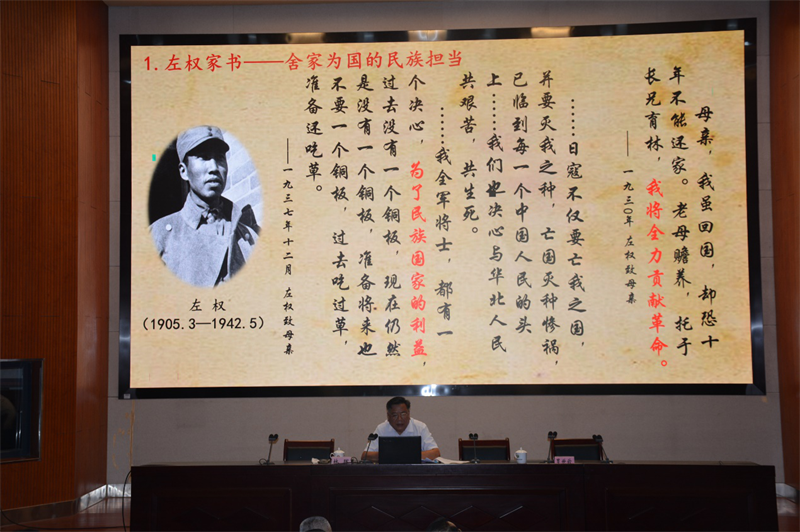 1.左权家书——舍家为国的民族担当
母亲，我虽回国，却恐十
年不能还家。老母赡养，托于
长兄育林，我将全力贡献革命。
——一九三〇年 左权致母亲
……日寇不仅要亡我之国，
并要灭我之种，亡国灭种惨祸，
已临到每一个中国人民的头
上……我们也决心与华北人民
共艰苦，共生死。
……我全军将士，都有一
个决心，为了民族国家的利益，
过去没有一个铜板，现在仍然
是没有一个铜板，准备将来也
不要一个铜板，过去吃过草，
准备还吃草。
——一九三七年十二月 左权致母亲
左权
(1905.3—1942.5)